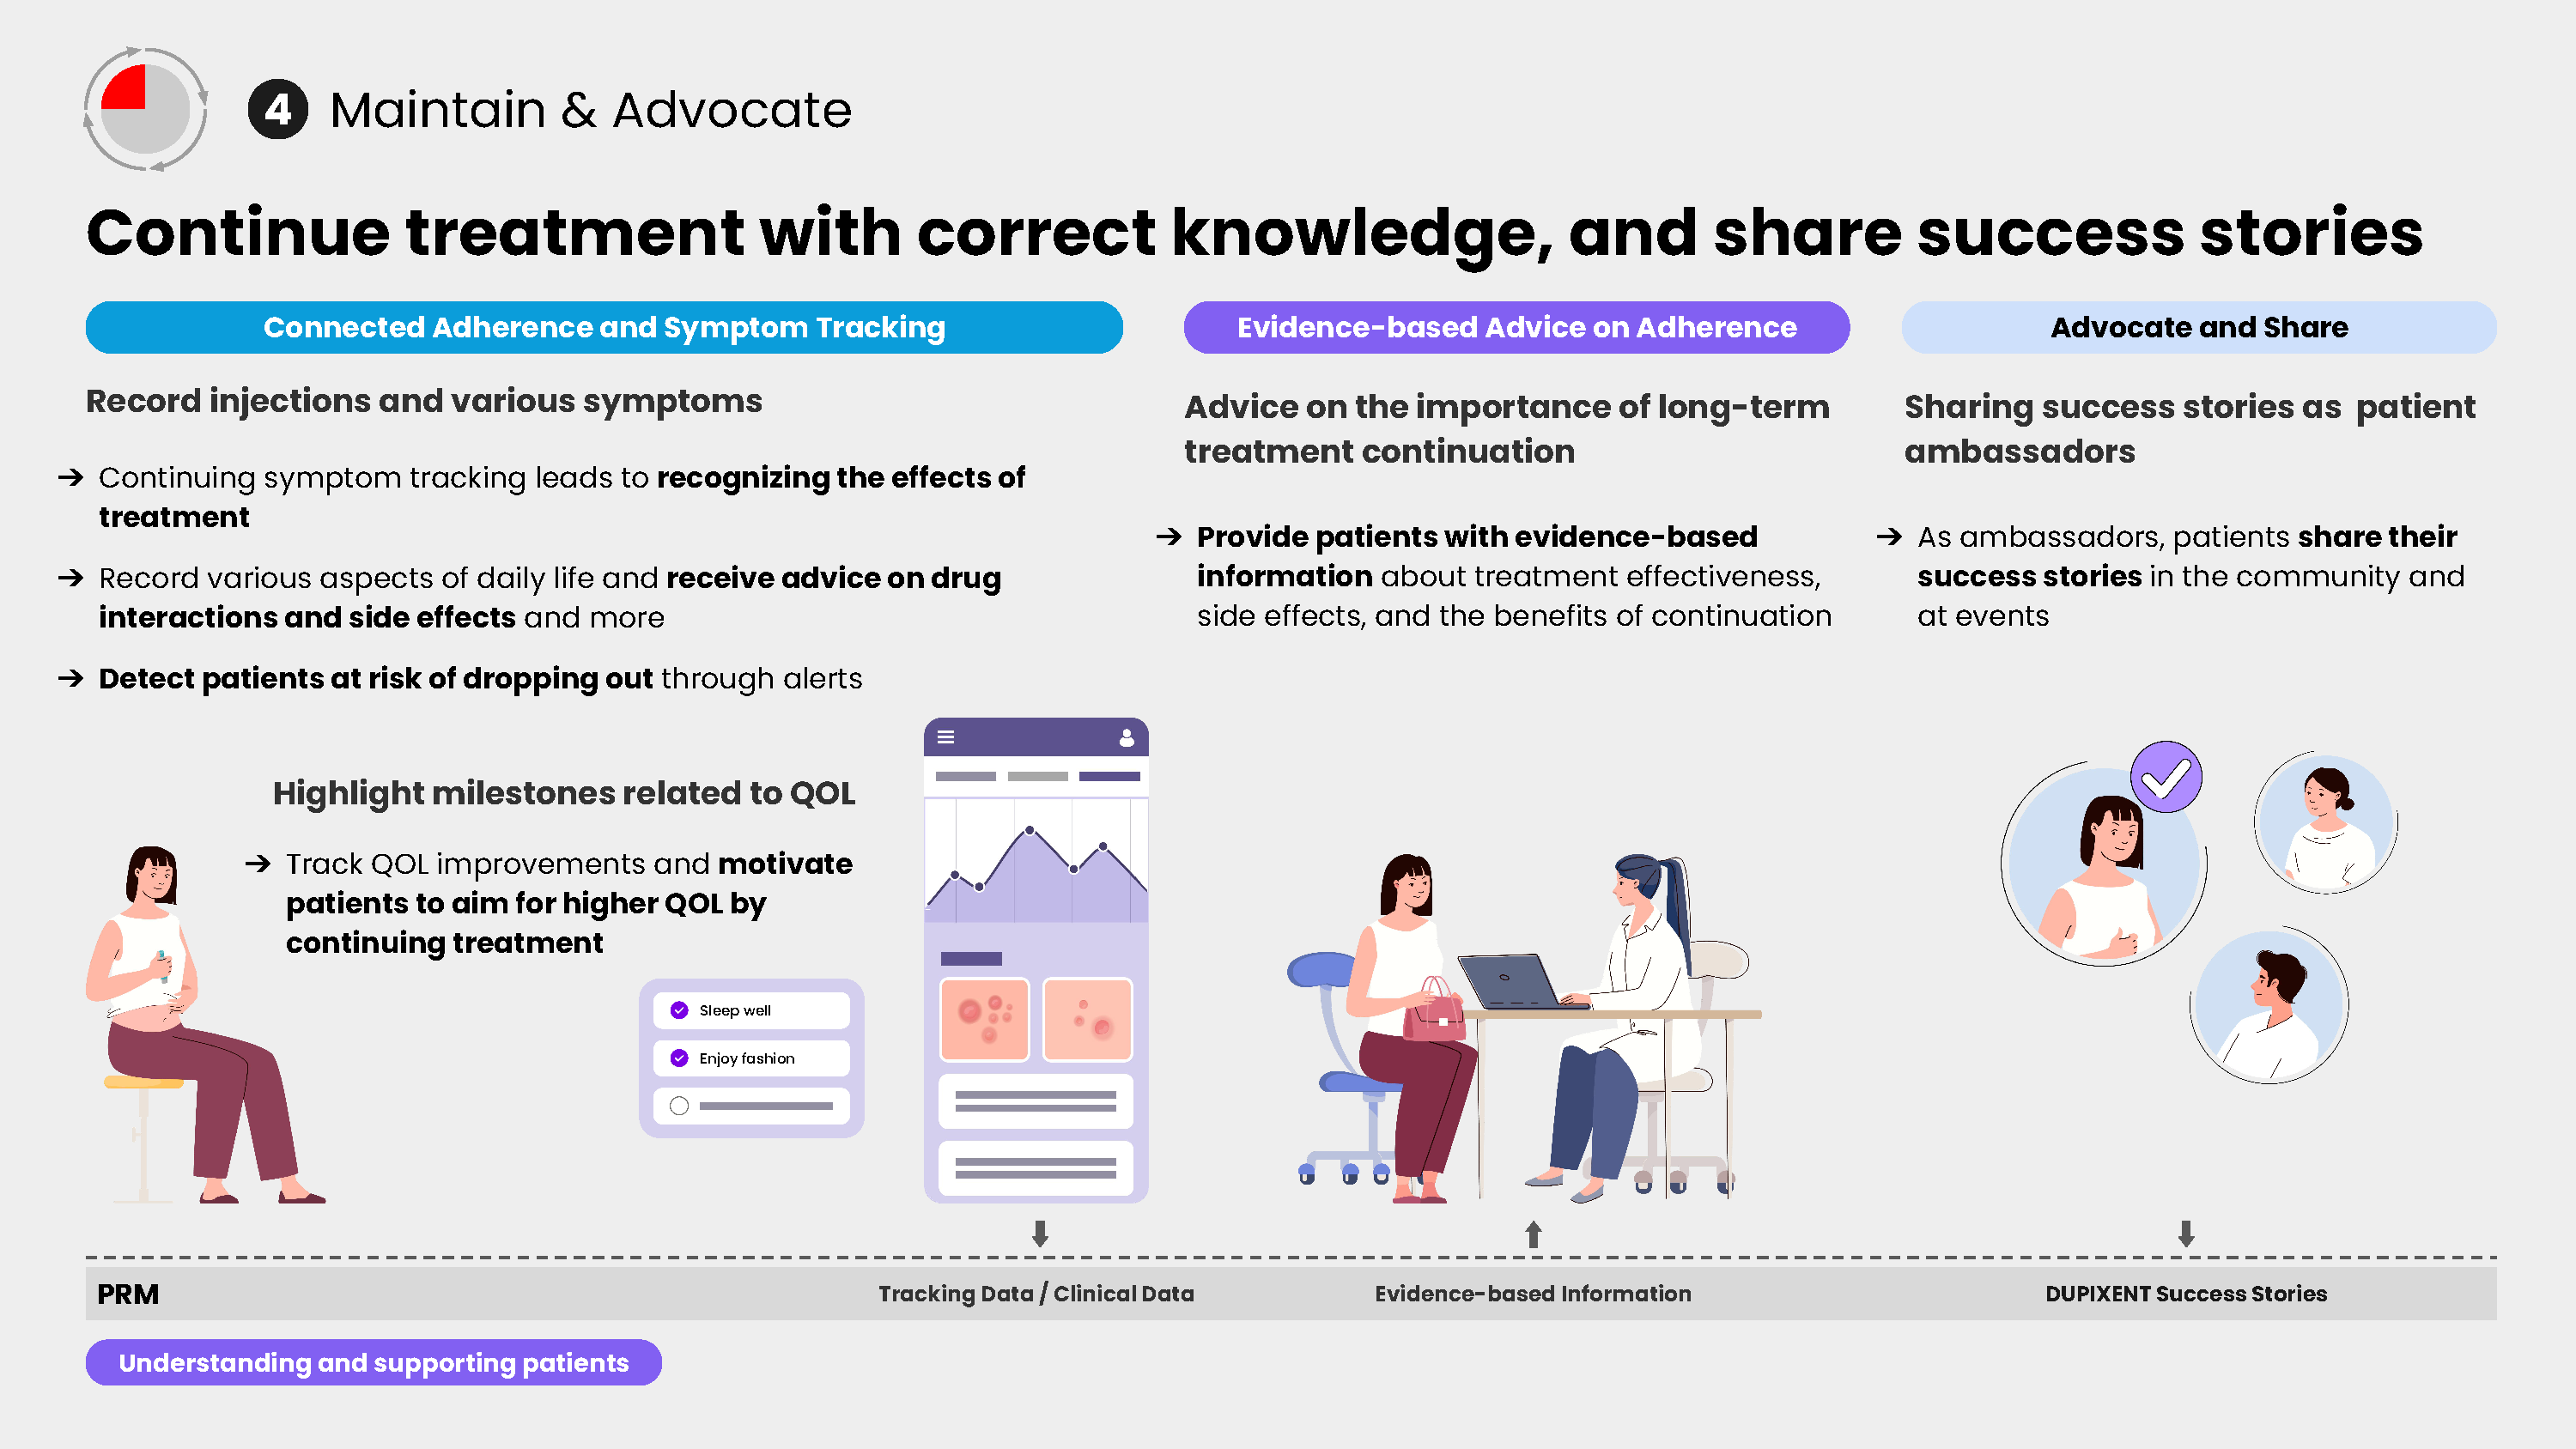 4 Maintain & Advocate
Continue treatment with correct knowledge, and share success stories
Connected Adherence and Symptom Tracking
Record injections and various symptoms
➔ Continuing symptom tracking leads to recognizing the effects of
treatment
➔ Record various aspects of daily life and receive advice on drug
interactions and side effects and more
➔ Detect patients at risk of dropping out through alerts
Highlight milestones related to QOL
➔ Track QOL improvements and motivate
patients to aim for higher QOL by
continuing treatment
Sleep well
Enjoy fashion
Evidence-based Advice on Adherence
Advice on the importance of long-term
treatment continuation
➔ Provide patients with evidence-based
information about treatment effectiveness,
side effects, and the benefits of continuation
Advocate and Share
Sharing success stories as patient
ambassadors
➔ As ambassadors, patients share their
success stories in the community and
at events
PRM
Tracking Data / Clinical Data
Evidence-based Information
DUPIXENT Success Stories
Understanding and supporting patients